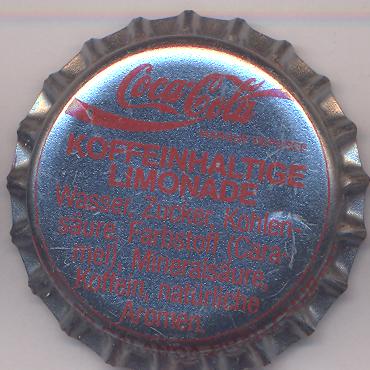 Coca-Cola
KOFFEINHALTIGE
LIMONADE
Wasser, Zucker, Kohlen-
säure, Farbstoff (Cara-
mel), Mineralsäure,
Koffein, natürliche
Aromen.